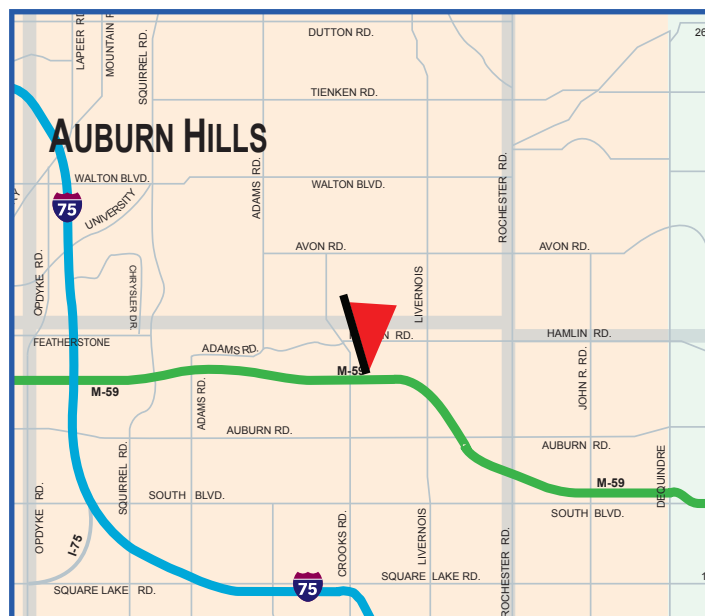 DUTTON RD.
26
LAPEER RD.
MOUNTAIN R
SQUIRREL RD.
TIENKEN RD.
AUBURN HILLS
WALTON BLVD.
WALTON BLVD.
ADAMS RD.
ROCHESTER RD.
75
UNIVERSITY
TY
AVON RD.
AVON RD.
OPDYKE RD.
CHRYSLER DR.
LIVERNOIS
FEATHERSTONE
ADAMS RD.
N RD.
HAMLIN RD.
M-59
M-59
JOHN R. RD.
ADAMS RD.
AUBURN RD.
AUBURN RD.
SQUIRREL RD.
M-59
DEQUINDRE
SOUTH BLVD.
SOUTH BLVD.
OPDYKE RD.
I-75
CROOKS RD.
LIVERNOIS
ROCHESTER RD.
SQUARE LAKE RD.
SQUARE LAKE RD.
75
1